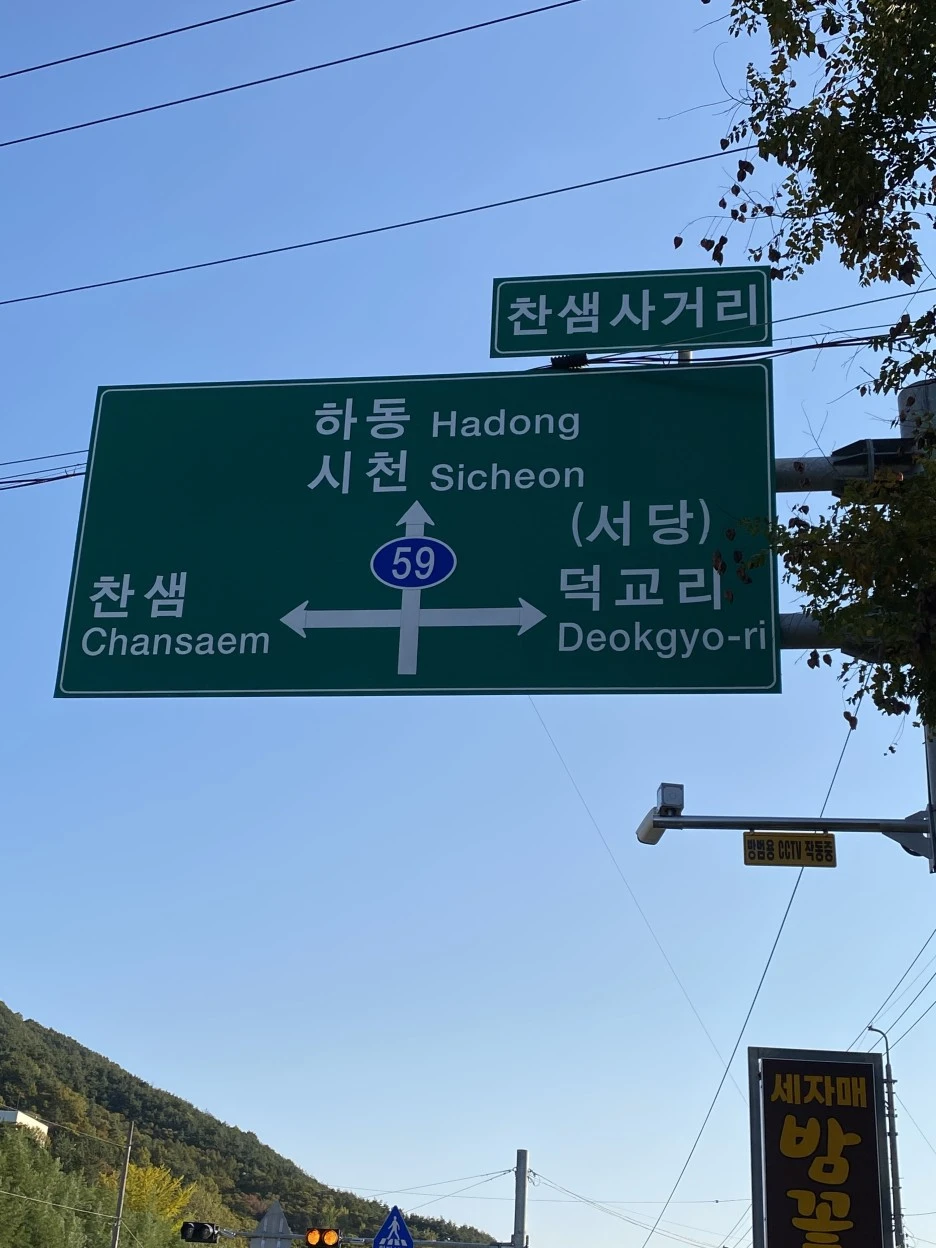 찬샘사거리
하동 Hadong
시천 Sicheon
59
찬샘
Chansaem
(서당)
덕교리
Deokgyo-ri
방범용 CCTV 작동중
세자매
방
꼴